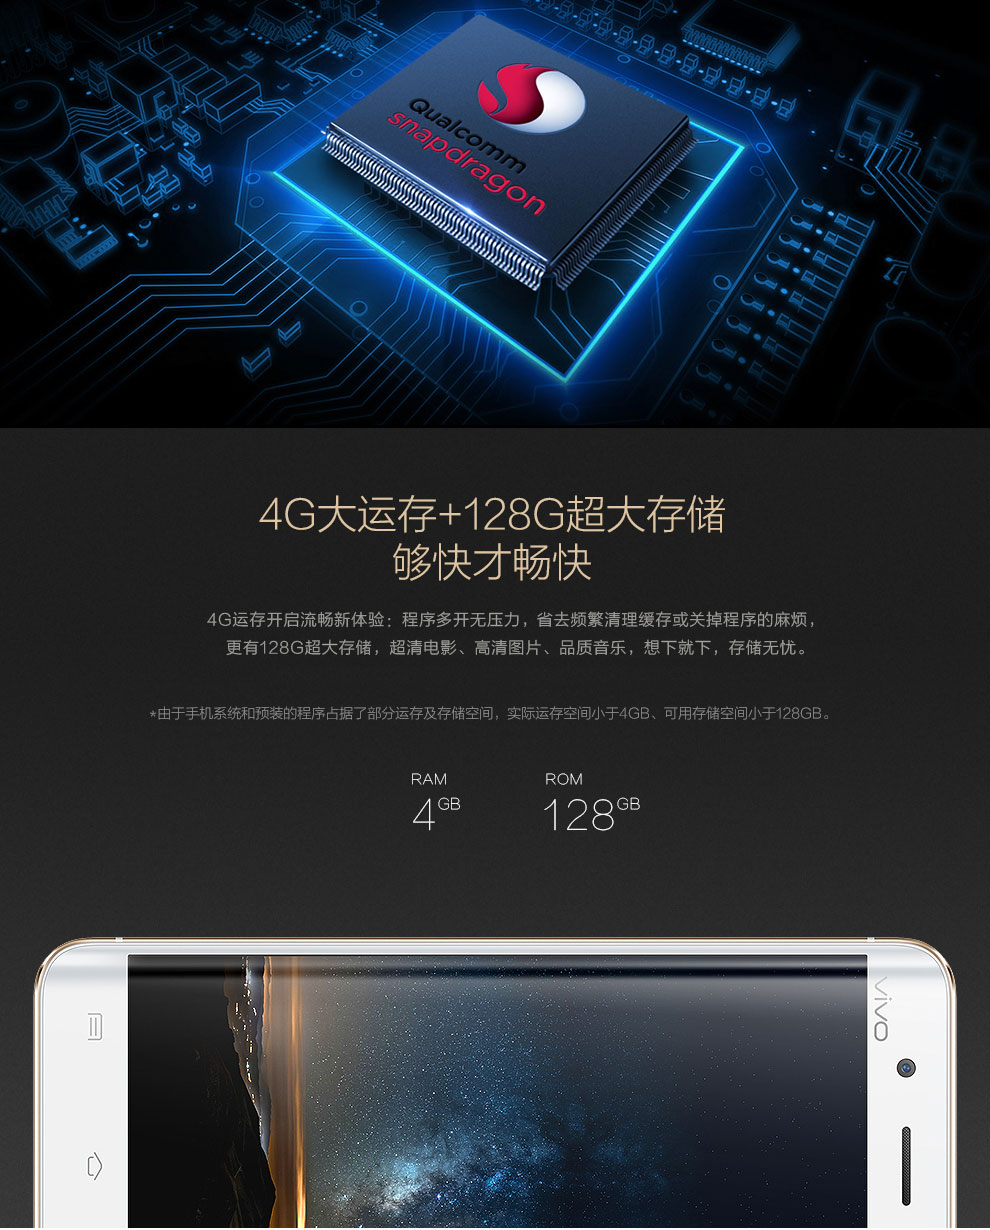 Qualcomm
snapdragon
4G大运存+128G超大存储
够快才畅快
4G运存开启流畅新体验：程序多开无压力，省去频繁清理缓存或关掉程序的麻烦，
更有128G超大存储，超清电影、高清图片、品质音乐，想下就下，存储无忧。
*由于手机系统和预装的程序占据了部分运存及存储空间，实际运存空间小于4GB、可用存储空间小于128GB。
RAM ROM
4GB 128GB
vivo